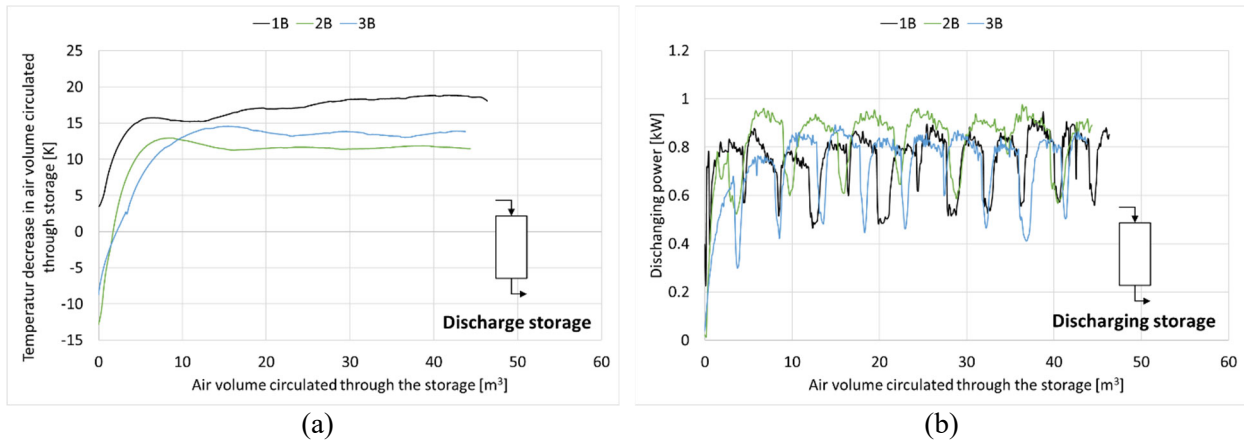 (a)
1B 2B 3B
Temperatur decrease in air volume circulated
through storage [K]
25
20
15
10
5
0
-5
-10
-15
0 10 20 30 40 50 60
Discharge storage
Air volume circulated through the storage [m³]
(b)
1B 2B 3B
Dischanging power [kW]
1.2
1
0.8
0.6
0.4
0.2
0
0 10 20 30 40 50 60
Discharging storage
Air volume circulated through the storage [m³]
(a)
(b)